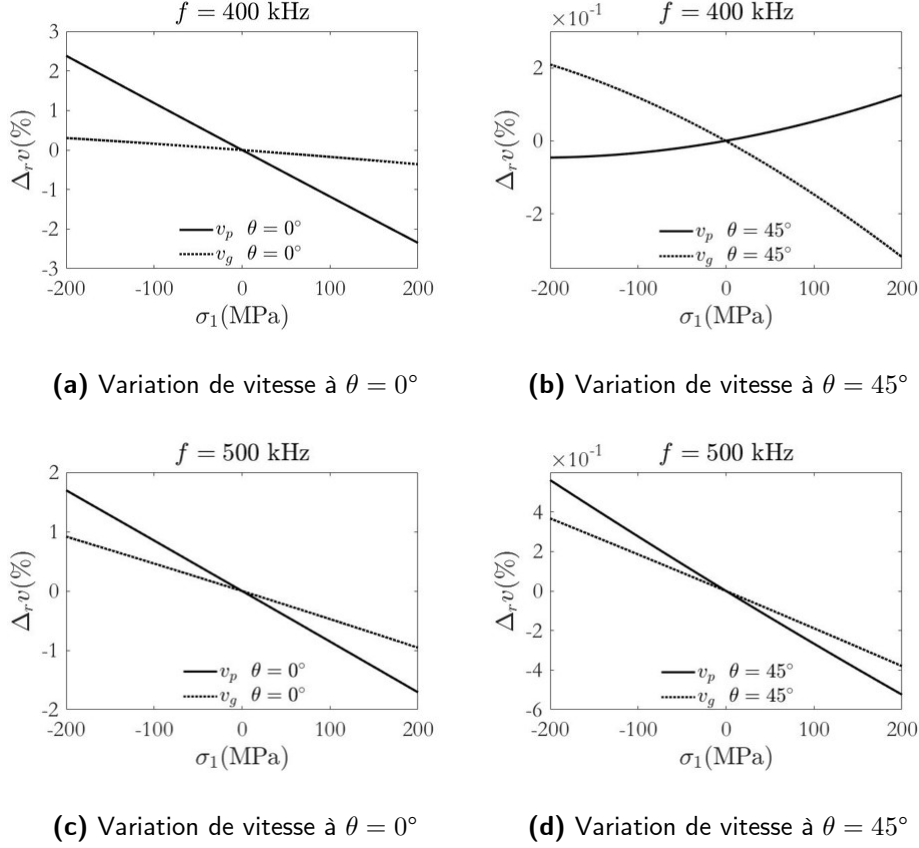 f = 400 kHz
3
2
1
0
-1
-2
-3
Δ_r v(%)
v_p θ = 0°
v_g θ = 0°
-200 -100 0 100 200
σ_1(MPa)
(a) Variation de vitesse à θ = 0°
×10^-1
f = 400 kHz
2
0
-2
Δ_r v(%)
v_p θ = 45°
v_g θ = 45°
-200 -100 0 100 200
σ_1(MPa)
(b) Variation de vitesse à θ = 45°
f = 500 kHz
2
1
0
-1
-2
Δ_r v(%)
v_p θ = 0°
v_g θ = 0°
-200 -100 0 100 200
σ_1(MPa)
(c) Variation de vitesse à θ = 0°
×10^-1
f = 500 kHz
4
2
0
-2
-4
-6
Δ_r v(%)
v_p θ = 45°
v_g θ = 45°
-200 -100 0 100 200
σ_1(MPa)
(d) Variation de vitesse à θ = 45°